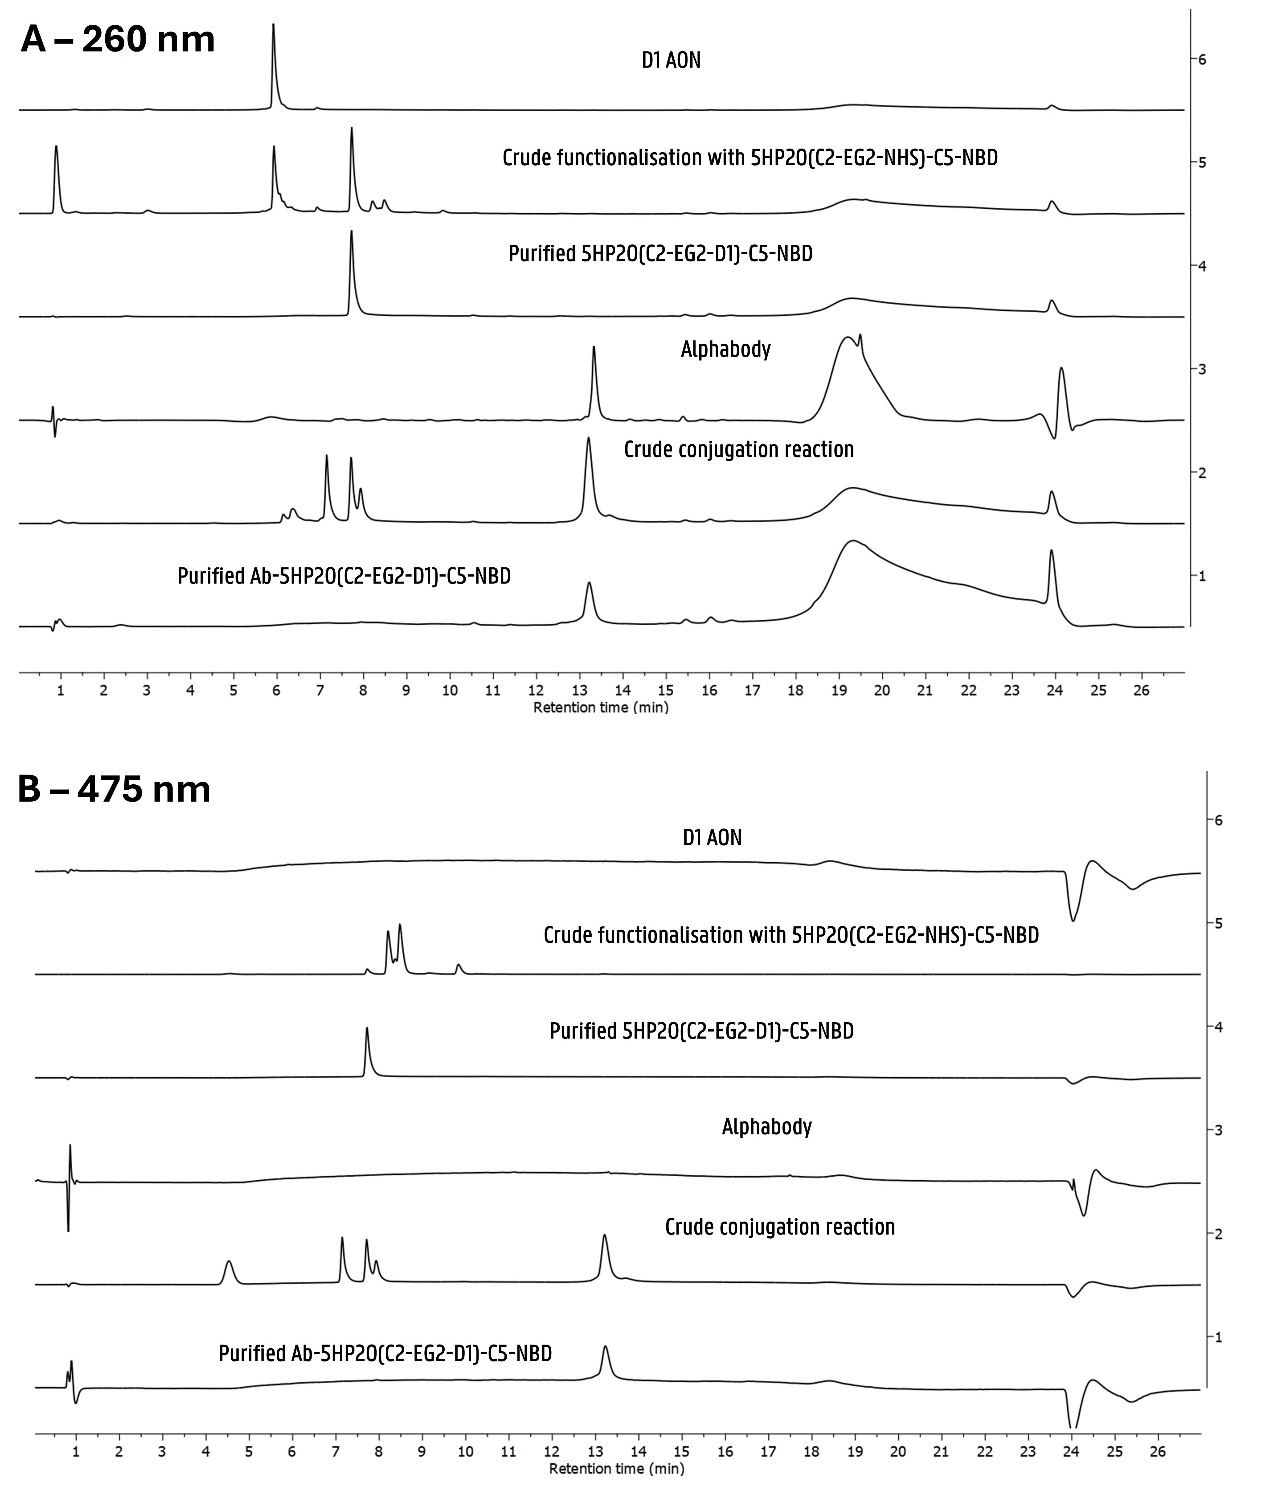 A – 260 nm
D1 AON
6
Crude functionalisation with 5HP2O(C2-EG2-NHS)-C5-NBD
5
Purified 5HP2O(C2-EG2-D1)-C5-NBD
4
Alphabody
3
Crude conjugation reaction
2
Purified Ab-5HP2O(C2-EG2-D1)-C5-NBD
1
1 2 3 4 5 6 7 8 9 10 11 12 13 14 15 16 17 18 19 20 21 22 23 24 25 26
Retention time (min)
B – 475 nm
6
D1 AON
5
Crude functionalisation with 5HP2O(C2-EG2-NHS)-C5-NBD
4
Purified 5HP2O(C2-EG2-D1)-C5-NBD
3
Alphabody
2
Crude conjugation reaction
1
Purified Ab-5HP2O(C2-EG2-D1)-C5-NBD
1 2 3 4 5 6 7 8 9 10 11 12 13 14 15 16 17 18 19 20 21 22 23 24 25 26
Retention time (min)